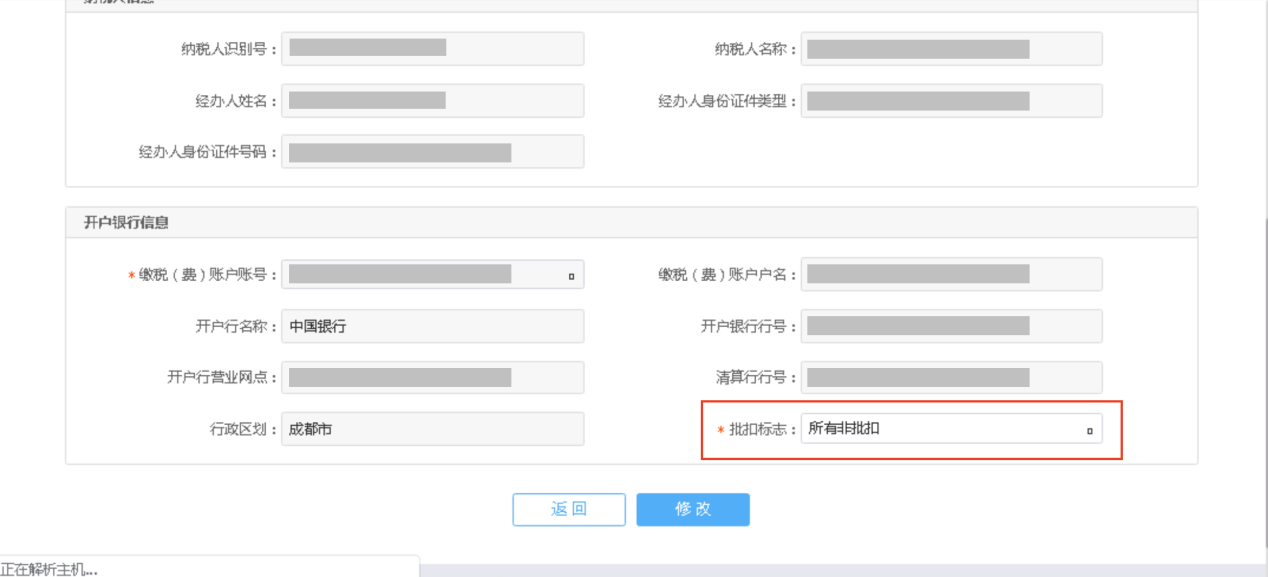 纳税人识别号： 纳税人名称：
经办人姓名： 经办人身份证件类型：
经办人身份证件号码：
开户银行信息
*缴税（费）账户账号： 缴税（费）账户户名：
开户行名称： 中国银行 开户银行行号：
开户行营业网点： 清算行行号：
行政区划： 成都市 *批扣标志： 所有非批扣
返回 修改
正在解析主机...